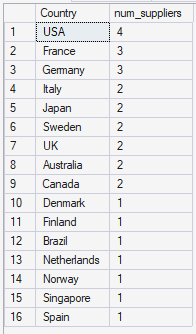 Country num_suppliers
1 USA 4
2 France 3
3 Germany 3
4 Italy 2
5 Japan 2
6 Sweden 2
7 UK 2
8 Australia 2
9 Canada 2
10 Denmark 1
11 Finland 1
12 Brazil 1
13 Netherlands 1
14 Norway 1
15 Singapore 1
16 Spain 1